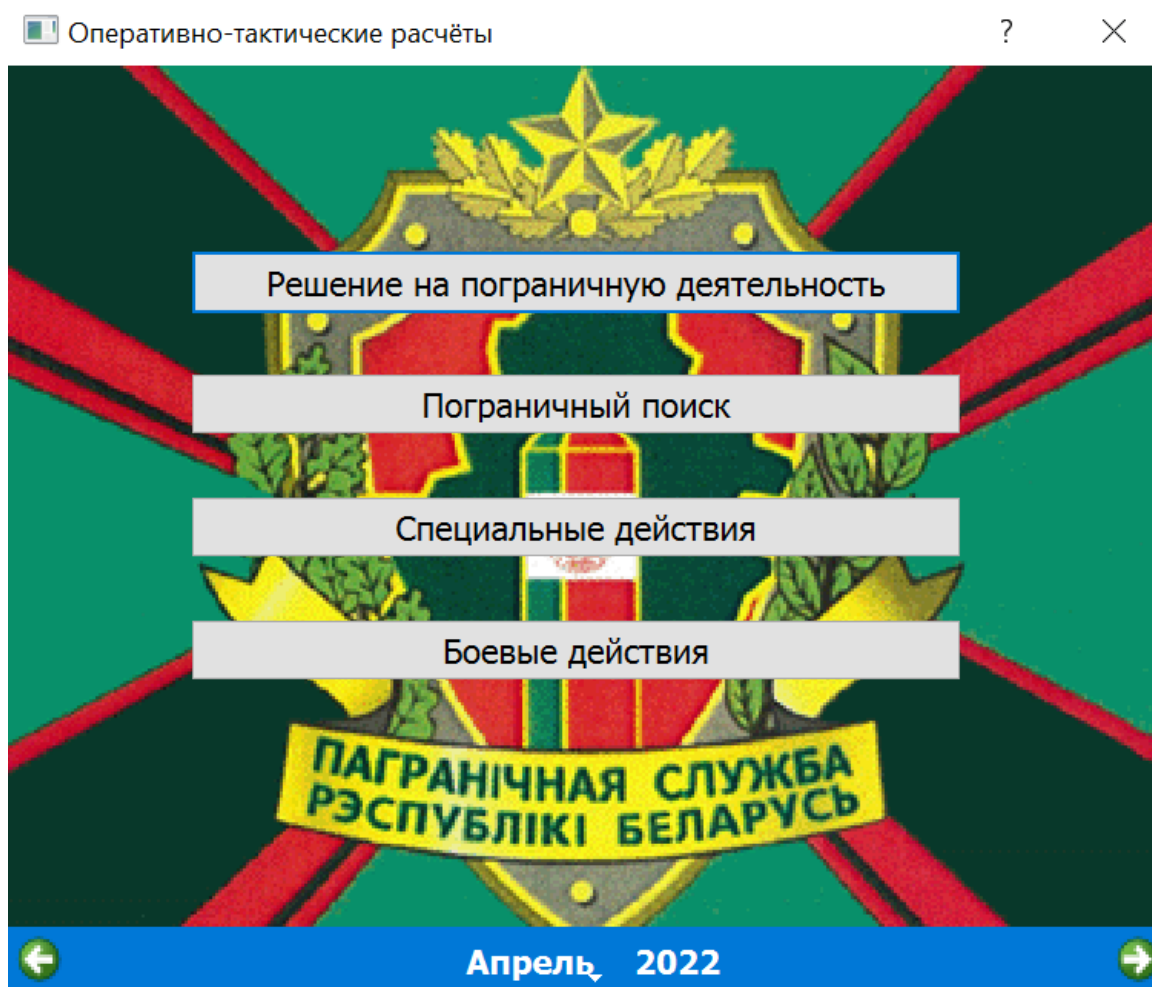 Оперативно-тактические расчёты ?
Решение на пограничную деятельность
Пограничный поиск
Специальные действия
Боевые действия
ПАГРАНІЧНАЯ СЛУЖБА
РЭСПУБЛІКІ БЕЛАРУСЬ
Апрель, 2022